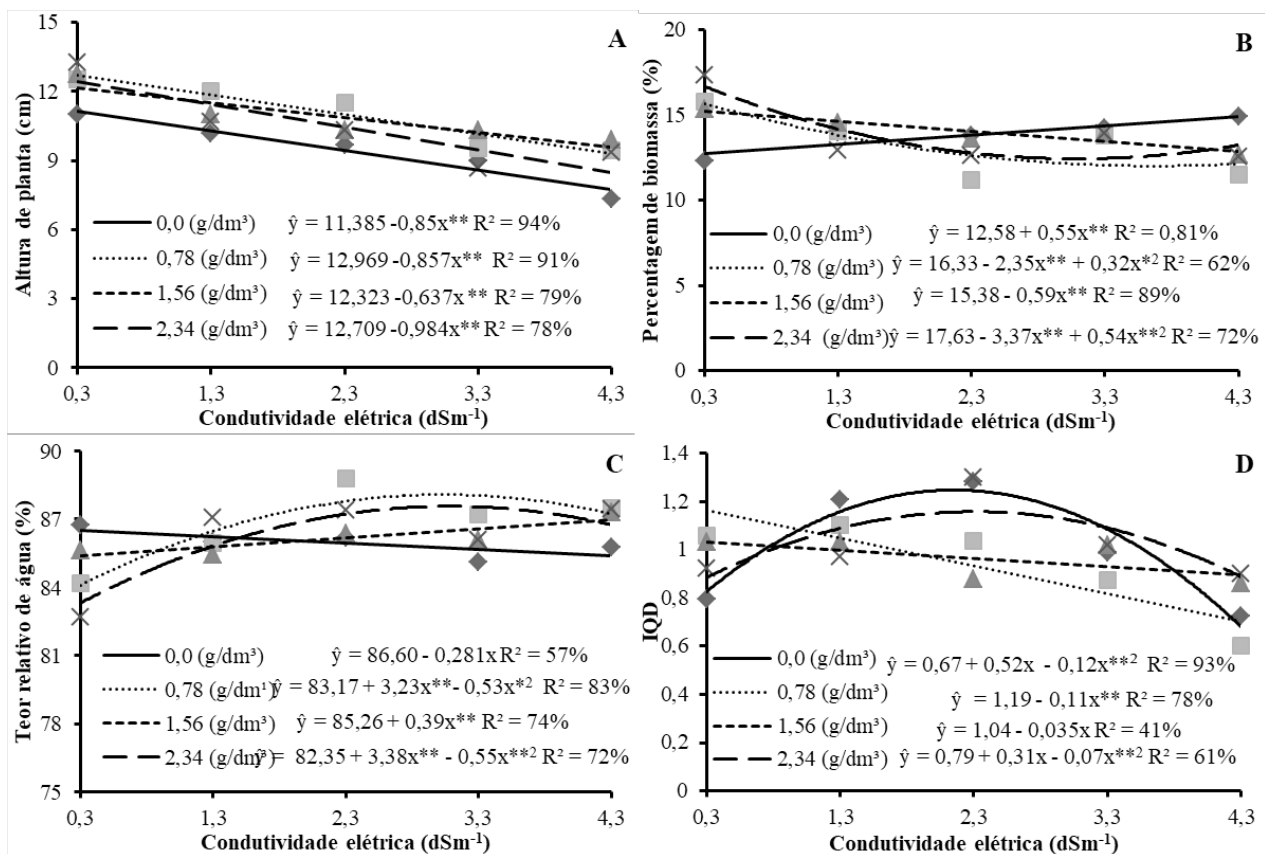 A
Altura de planta (cm)
15
12
9
6
3
0
0,0 (g/dm³) ŷ = 11,385 -0,85x** R² = 94%
0,78 (g/dm³) ŷ = 12,969 -0,857x** R² = 91%
1,56 (g/dm³) ŷ = 12,323 -0,637x ** R² = 79%
2,34 (g/dm³) ŷ = 12,709 -0,984x** R² = 78%
0,3 1,3 2,3 3,3 4,3
Condutividade elétrica (dSm⁻¹)
B
Percentagem de biomassa (%)
20
15
10
5
0
0,0 (g/dm³) ŷ = 12,58 + 0,55x** R² = 0,81%
0,78 (g/dm³) ŷ = 16,33 - 2,35x** + 0,32x*² R² = 62%
1,56 (g/dm³) ŷ = 15,38 - 0,59x** R² = 89%
2,34 (g/dm³) ŷ = 17,63 - 3,37x** + 0,54x**² R² = 72%
0,3 1,3 2,3 3,3 4,3
Condutividade elétrica (dSm⁻¹)
C
Teor relativo de água (%)
90
87
84
81
78
75
0,0 (g/dm³) ŷ = 86,60 - 0,281x R² = 57%
0,78 (g/dm¹) ŷ = 83,17 + 3,23x** - 0,53x*² R² = 83%
1,56 (g/dm³) ŷ = 85,26 + 0,39x** R² = 74%
2,34 (g/dm³) ŷ = 82,35 + 3,38x** - 0,55x**² R² = 72%
0,3 1,3 2,3 3,3 4,3
Condutividade elétrica (dSm⁻¹)
D
IQD
1,4
1,2
1
0,8
0,6
0,4
0,2
0
0,0 (g/dm³) ŷ = 0,67 + 0,52x - 0,12x**² R² = 93%
0,78 (g/dm³) ŷ = 1,19 - 0,11x** R² = 78%
1,56 (g/dm³) ŷ = 1,04 - 0,035x R² = 41%
2,34 (g/dm³) ŷ = 0,79 + 0,31x - 0,07x**² R² = 61%
0,3 1,3 2,3 3,3 4,3
Condutividade elétrica (dSm⁻¹)